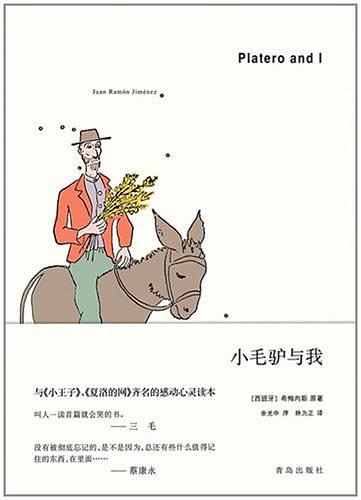 Platero and I
Juan Ramón Jiménez
小毛驴与我
与《小王子》、《夏洛的网》齐名的感动心灵读本
[西班牙] 希梅内斯 原著
余光中 序 林为正 译
叫人一读首篇就会哭的书。
——三 毛
没有被彻底忘记的,是不是因为,总还有些什么值得记
住的东西,在里面……
——蔡康永
青岛出版社